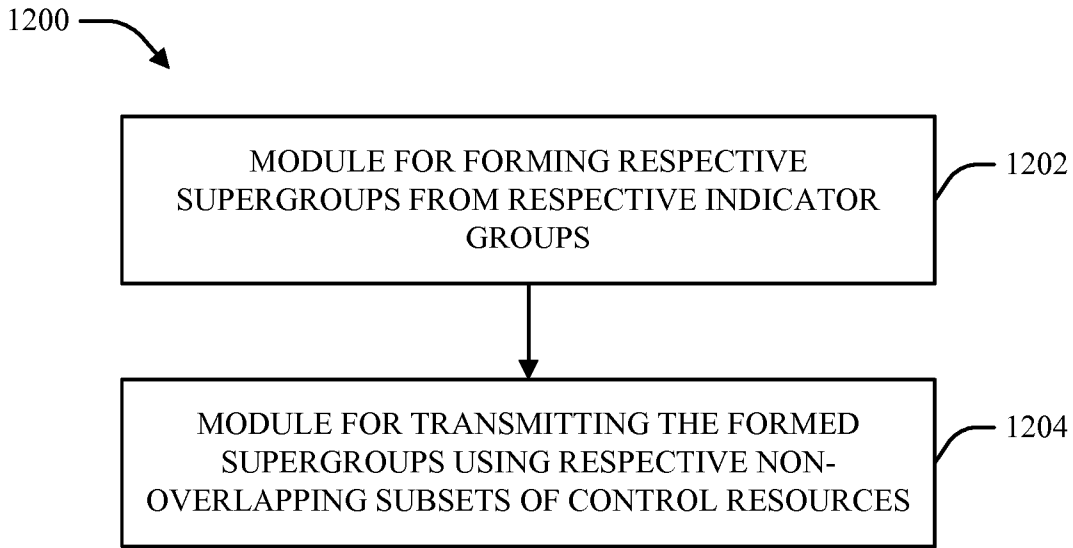 1200
MODULE FOR FORMING RESPECTIVE
SUPERGROUPS FROM RESPECTIVE INDICATOR
GROUPS
1202
MODULE FOR TRANSMITTING THE FORMED
SUPERGROUPS USING RESPECTIVE NON-
OVERLAPPING SUBSETS OF CONTROL RESOURCES
1204